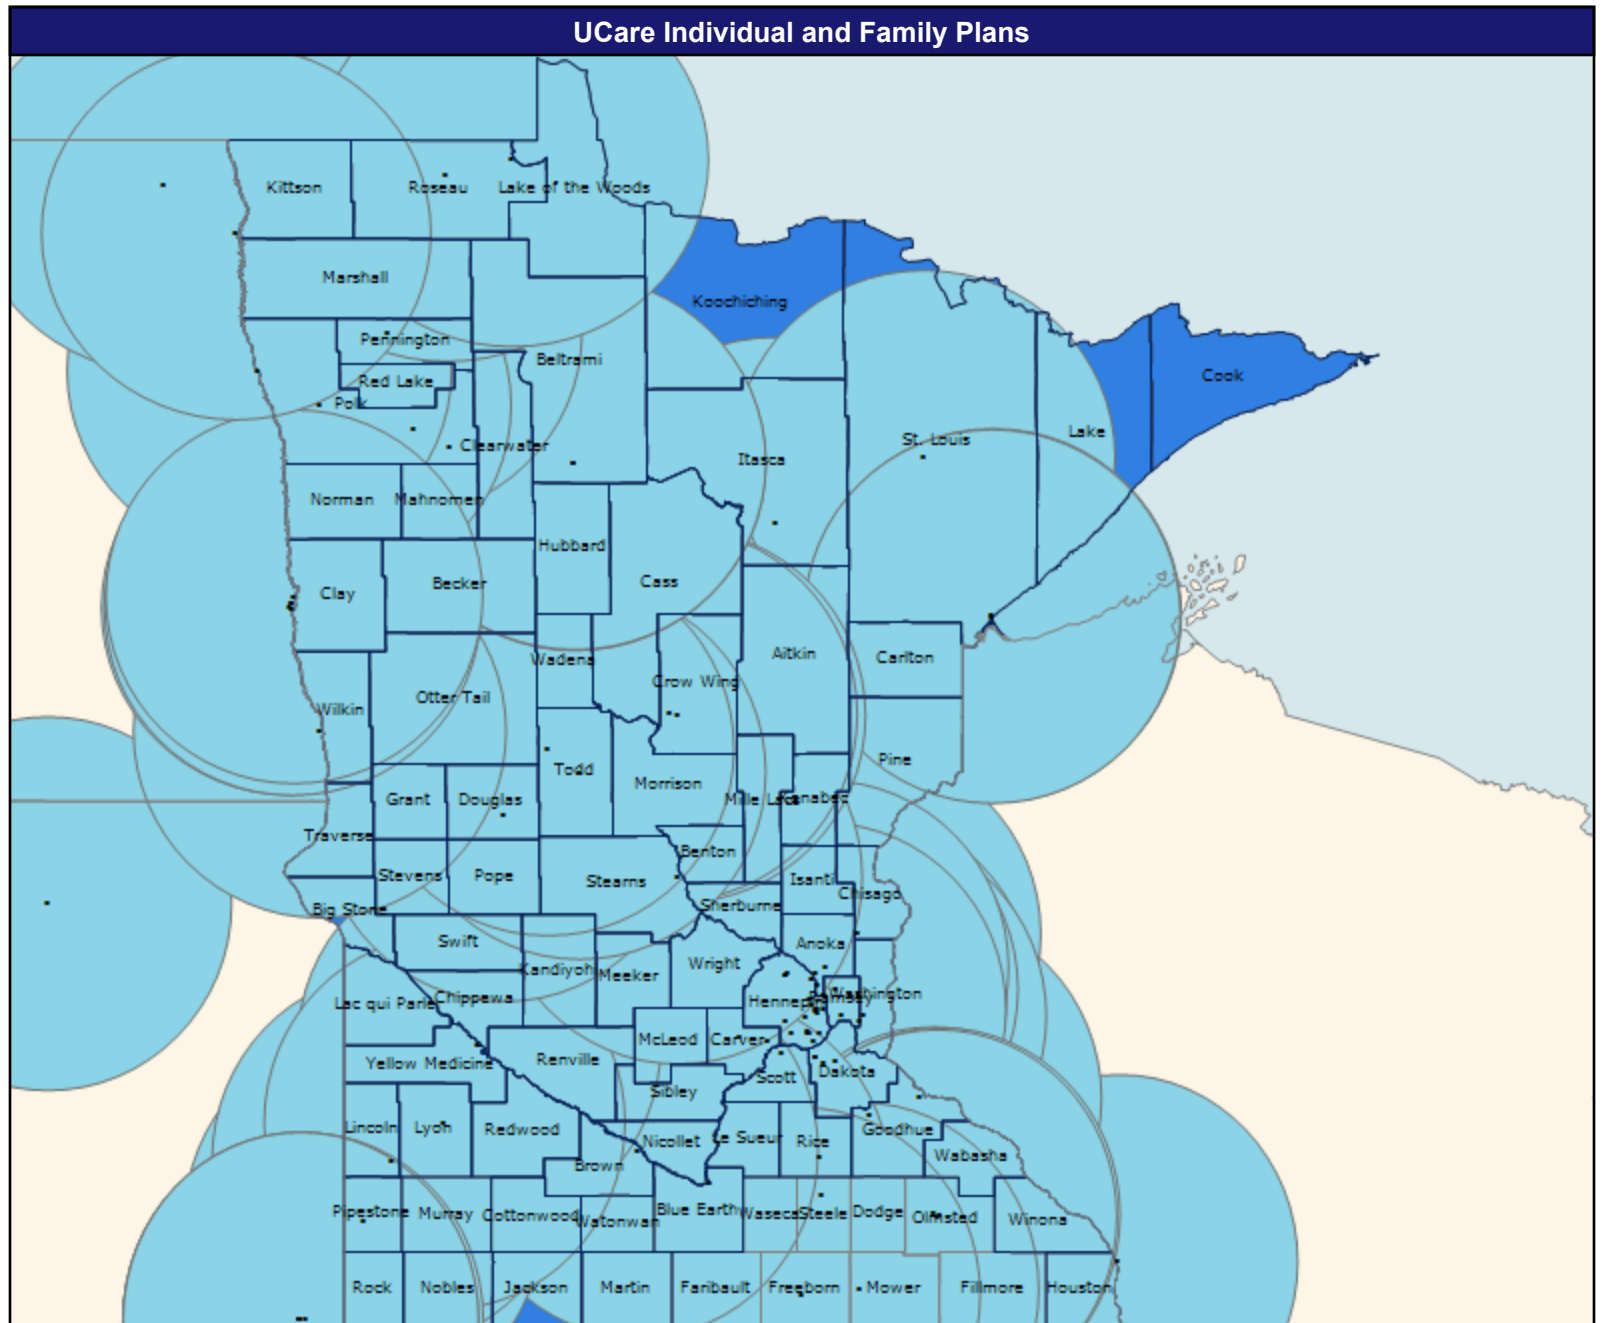 UCare Individual and Family Plans
Kittson
Roseau
Lake of the Woods
Marshall
Koochiching
Pennington
Beltrami
Red Lake
Cook
Polk
Lake
St. Louis
Clearwater
Itasca
Norman
Mahnomen
Hubbard
Cass
Becker
Clay
Aitkin
Carlton
Wadena
Crow Wing
Otter Tail
Wilkin
Pine
Todd
Morrison
Grant
Douglas
Mille Lacs
Kanabec
Traverse
Benton
Stevens
Pope
Stearns
Isanti
Chisago
Sherburne
Big Stone
Swift
Anoka
Wright
Kandiyohi
Meeker
Washington
Chippewa
Lac qui Parle
Hennepin
Ramsey
McLeod
Carver
Renville
Yellow Medicine
Dakota
Scott
Sibley
Lincoln
Lyon
Redwood
Goodhue
Le Sueur
Nicollet
Rice
Wabasha
Brown
Pipestone
Murray
Cottonwood
Watonwan
Blue Earth
Waseca
Steele
Dodge
Olmsted
Winona
Rock
Nobles
Jackson
Martin
Faribault
Freeborn
Mower
Fillmore
Houston